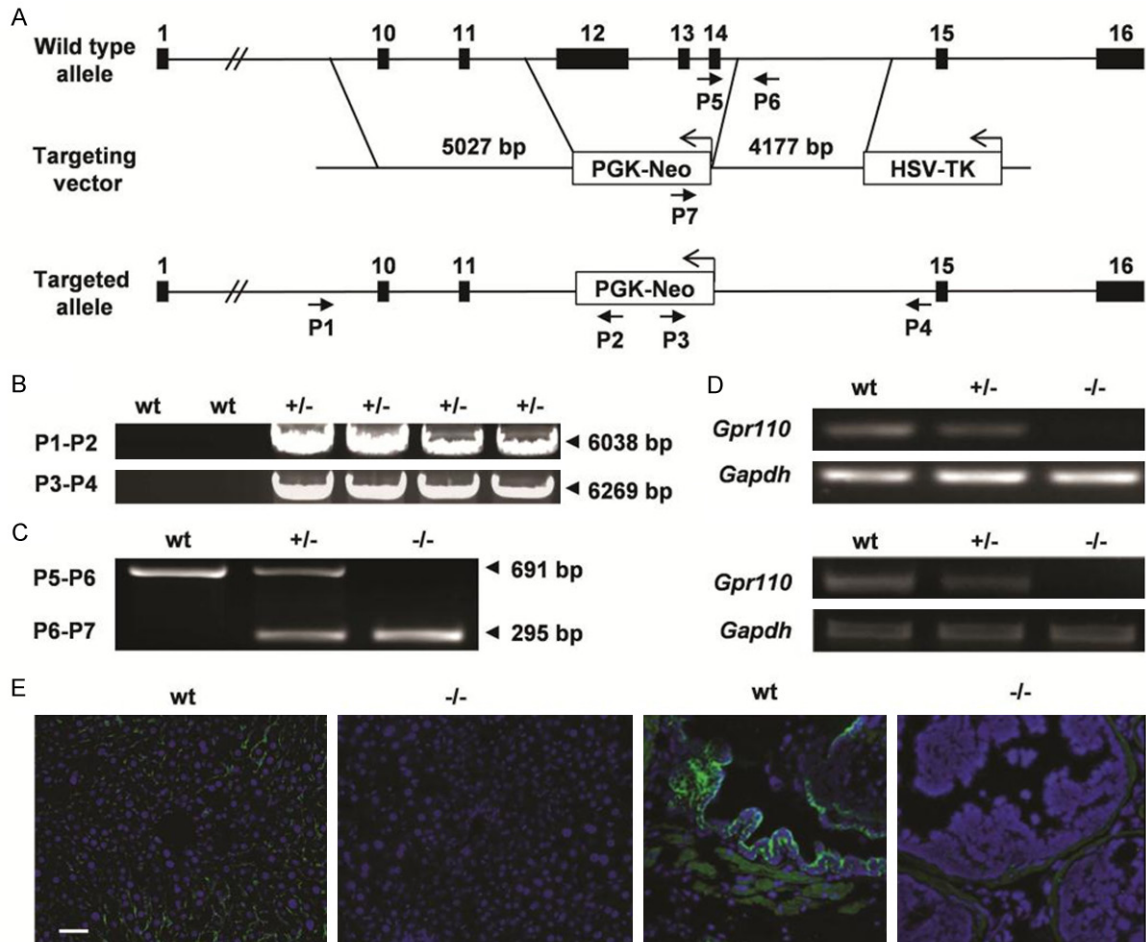 A
1 10 11 12 13 14 15 16
Wild type
allele
P5 P6
5027 bp 4177 bp
Targeting
vector
PGK-Neo HSV-TK
P7
1 10 11 15 16
Targeted
allele
PGK-Neo
P1 P2 P3 P4
B
wt wt +/- +/- +/- +/-
P1-P2 6038 bp
P3-P4 6269 bp
C
wt +/- -/-
P5-P6 691 bp
P6-P7 295 bp
D
wt +/- -/-
Gpr110
Gapdh
wt +/- -/-
Gpr110
Gapdh
E
wt -/- wt -/-